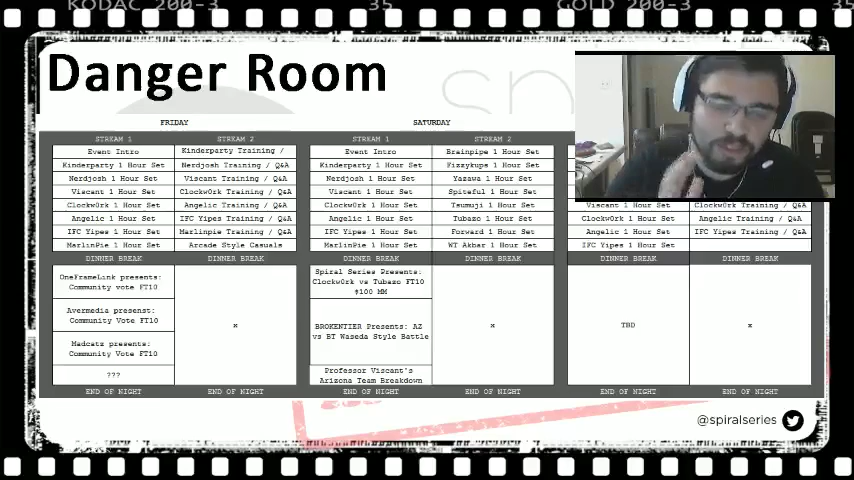 KODAC 200-3 35 GOLD 200-3 35
Danger Room
FRIDAY
STREAM 1
Event Intro
Kinderparty 1 Hour Set
Nerdjosh 1 Hour Set
Viscant 1 Hour Set
Clockw0rk 1 Hour Set
Angelic 1 Hour Set
IFC Yipes 1 Hour Set
MarlinPie 1 Hour Set
DINNER BREAK
OneFrameLink presents:
Community vote FT10
Avermedia presenst:
Community Vote FT10
Madcatz presents:
Community Vote FT10
???
END OF NIGHT
STREAM 2
Kinderparty Training /
Nerdjosh Training / Q&A
Viscant Training / Q&A
Clockw0rk Training / Q&A
Angelic Training / Q&A
IFC Yipes Training / Q&A
Marlinpie Training / Q&A
Arcade Style Casuals
DINNER BREAK
x
END OF NIGHT
SATURDAY
STREAM 1
Event Intro
Kinderparty 1 Hour Set
Nerdjosh 1 Hour Set
Viscant 1 Hour Set
Clockw0rk 1 Hour Set
Angelic 1 Hour Set
IFC Yipes 1 Hour Set
MarlinPie 1 Hour Set
DINNER BREAK
Spiral Series Presents:
Clockw0rk vs Tubazo FT10
$100 MM
BROKENTIER Presents: AZ
vs BT Waseda Style Battle
Professor Viscant's
Arizona Team Breakdown
END OF NIGHT
STREAM 2
Brainpipe 1 Hour Set
Fizzykups 1 Hour Set
Yazawa 1 Hour Set
Spiteful 1 Hour Set
Tsumuji 1 Hour Set
Tubazo 1 Hour Set
Forward 1 Hour Set
WT Akbar 1 Hour Set
DINNER BREAK
x
END OF NIGHT
Viscant 1 Hour Set
Clockw0rk 1 Hour Set
Angelic 1 Hour Set
IFC Yipes 1 Hour Set
DINNER BREAK
TBD
END OF NIGHT
Clockw0rk Training / Q&A
Angelic Training / Q&A
IFC Yipes Training / Q&A
DINNER BREAK
x
END OF NIGHT
@spiralseries